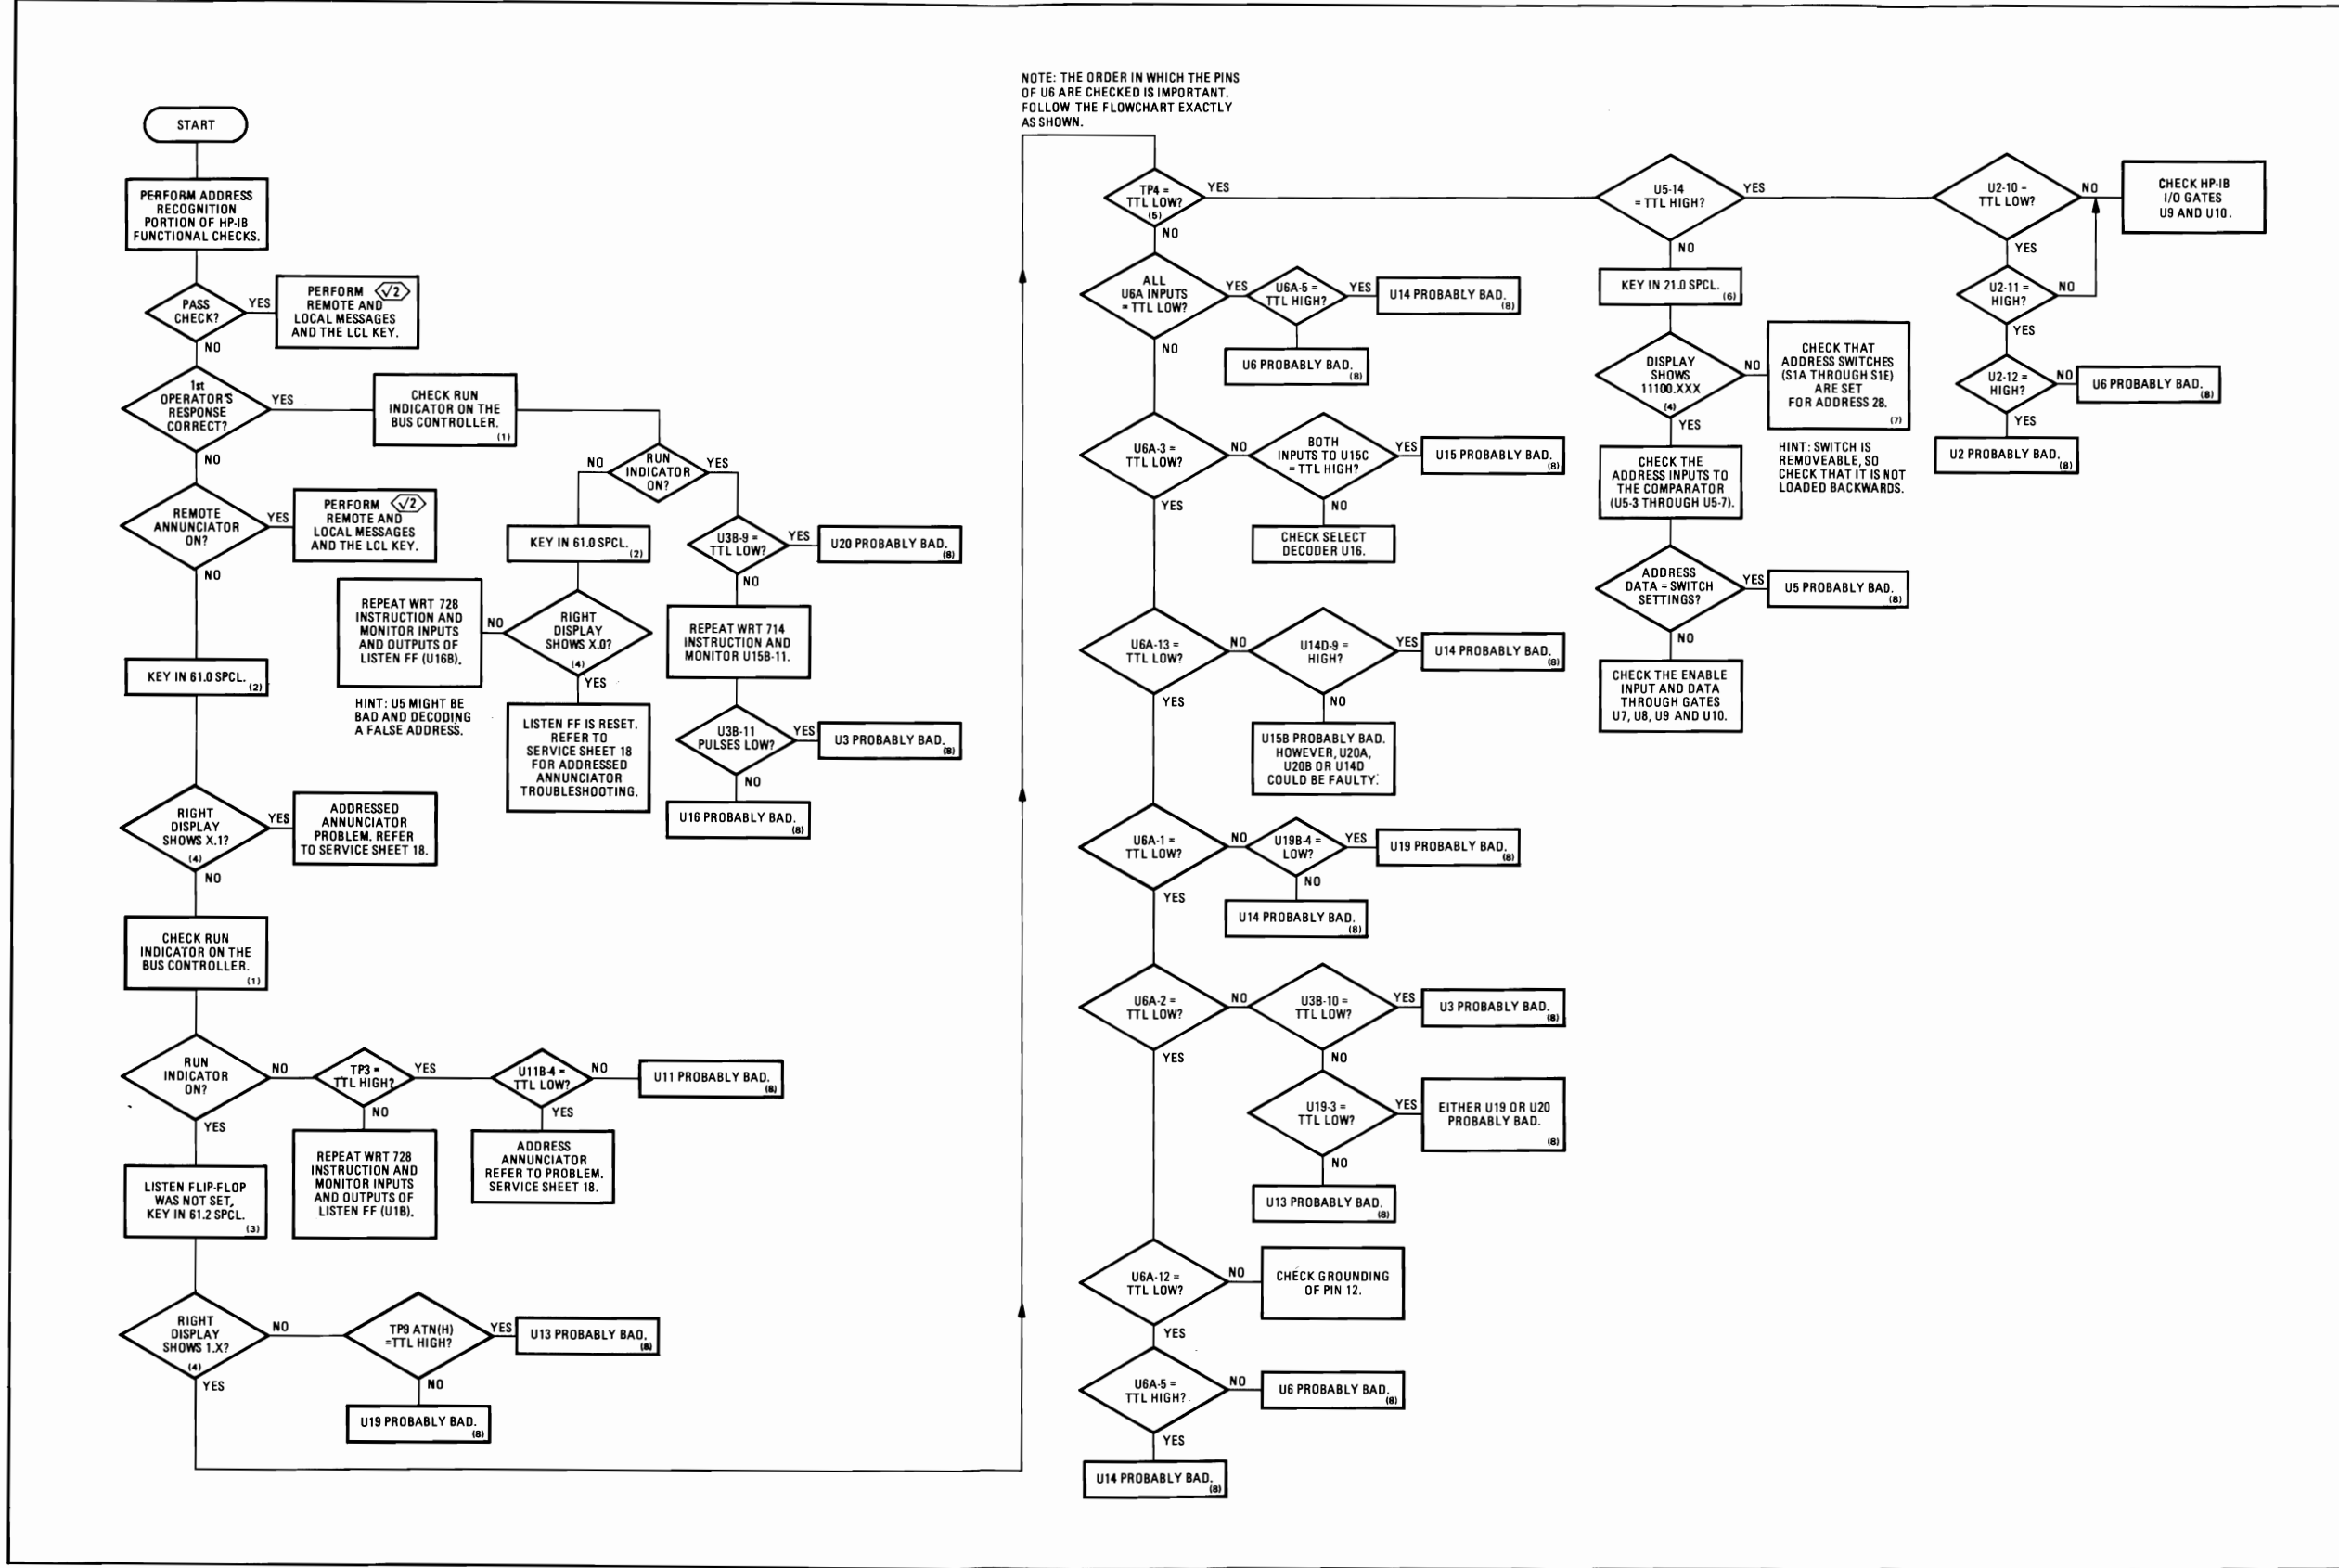 START
PERFORM ADDRESS
RECOGNITION
PORTION OF HP-IB
FUNCTIONAL CHECKS.
PASS
CHECK?
YES
NO
PERFORM √2
REMOTE AND
LOCAL MESSAGES
AND THE LCL KEY.
1st
OPERATOR'S
RESPONSE
CORRECT?
YES
NO
CHECK RUN
INDICATOR ON THE
BUS CONTROLLER.
(1)
RUN
INDICATOR
ON?
NO
YES
REMOTE
ANNUNCIATOR
ON?
YES
NO
PERFORM √2
REMOTE AND
LOCAL MESSAGES
AND THE LCL KEY.
KEY IN 61.0 SPCL.
(2)
U3B-9 =
TTL LOW?
YES
NO
U20 PROBABLY BAD.
(8)
REPEAT WRT 728
INSTRUCTION AND
MONITOR INPUTS
AND OUTPUTS OF
LISTEN FF (U16B).
NO
RIGHT
DISPLAY
SHOWS X.0?
(4)
YES
REPEAT WRT 714
INSTRUCTION AND
MONITOR U15B-11.
HINT: U5 MIGHT BE
BAD AND DECODING
A FALSE ADDRESS.
LISTEN FF IS RESET.
REFER TO
SERVICE SHEET 18
FOR ADDRESSED
ANNUNCIATOR
TROUBLESHOOTING.
U3B-11
PULSES LOW?
YES
NO
U3 PROBABLY BAD.
(8)
U16 PROBABLY BAD.
(8)
KEY IN 61.0 SPCL.
(2)
RIGHT
DISPLAY
SHOWS X.1?
(4)
YES
NO
ADDRESSED
ANNUNCIATOR
PROBLEM. REFER
TO SERVICE SHEET 18.
CHECK RUN
INDICATOR ON THE
BUS CONTROLLER.
(1)
RUN
INDICATOR
ON?
NO
YES
TP3 =
TTL HIGH?
YES
NO
U11B-4 =
TTL LOW?
NO
YES
U11 PROBABLY BAD.
(8)
REPEAT WRT 728
INSTRUCTION AND
MONITOR INPUTS
AND OUTPUTS OF
LISTEN FF (U1B).
ADDRESS
ANNUNCIATOR
REFER TO PROBLEM.
SERVICE SHEET 18.
LISTEN FLIP-FLOP
WAS NOT SET,
KEY IN 61.2 SPCL.
(3)
RIGHT
DISPLAY
SHOWS 1.X?
(4)
NO
YES
TP9 ATN(H)
=TTL HIGH?
YES
NO
U13 PROBABLY BAD.
(8)
U19 PROBABLY BAD.
(8)
NOTE: THE ORDER IN WHICH THE PINS
OF U6 ARE CHECKED IS IMPORTANT.
FOLLOW THE FLOWCHART EXACTLY
AS SHOWN.
TP4 =
TTL LOW?
(5)
YES
NO
ALL
U6A INPUTS
= TTL LOW?
YES
NO
U6A-5 =
TTL HIGH?
YES
U14 PROBABLY BAD.
(8)
U6 PROBABLY BAD.
(8)
U6A-3 =
TTL LOW?
NO
YES
BOTH
INPUTS TO U15C
= TTL HIGH?
YES
NO
U15 PROBABLY BAD.
(8)
CHECK SELECT
DECODER U16.
U6A-13 =
TTL LOW?
NO
YES
U14D-9 =
HIGH?
YES
NO
U14 PROBABLY BAD.
(8)
U15B PROBABLY BAD.
HOWEVER, U20A,
U20B OR U14D
COULD BE FAULTY.
U6A-1 =
TTL LOW?
NO
YES
U19B-4 =
LOW?
YES
NO
U19 PROBABLY BAD.
(8)
U14 PROBABLY BAD.
(8)
U6A-2 =
TTL LOW?
NO
YES
U3B-10 =
TTL LOW?
YES
NO
U3 PROBABLY BAD.
(8)
U19-3 =
TTL LOW?
YES
NO
EITHER U19 OR U20
PROBABLY BAD.
(8)
U13 PROBABLY BAD.
(8)
U6A-12 =
TTL LOW?
NO
YES
CHECK GROUNDING
OF PIN 12.
U6A-5 =
TTL HIGH?
NO
YES
U6 PROBABLY BAD.
(8)
U14 PROBABLY BAD.
(8)
U5-14
= TTL HIGH?
YES
NO
KEY IN 21.0 SPCL.
(6)
DISPLAY
SHOWS
11100.XXX
(4)
NO
YES
CHECK THAT
ADDRESS SWITCHES
(S1A THROUGH S1E)
ARE SET
FOR ADDRESS 28.
(7)
HINT: SWITCH IS
REMOVEABLE, SO
CHECK THAT IT IS NOT
LOADED BACKWARDS.
CHECK THE
ADDRESS INPUTS TO
THE COMPARATOR
(U5-3 THROUGH U5-7).
ADDRESS
DATA = SWITCH
SETTINGS?
YES
NO
U5 PROBABLY BAD.
(8)
CHECK THE ENABLE
INPUT AND DATA
THROUGH GATES
U7, U8, U9 AND U10.
U2-10 =
TTL LOW?
NO
YES
CHECK HP-IB
I/O GATES
U9 AND U10.
U2-11 =
HIGH?
NO
YES
U2-12 =
HIGH?
NO
YES
U6 PROBABLY BAD.
(8)
U2 PROBABLY BAD.
(8)